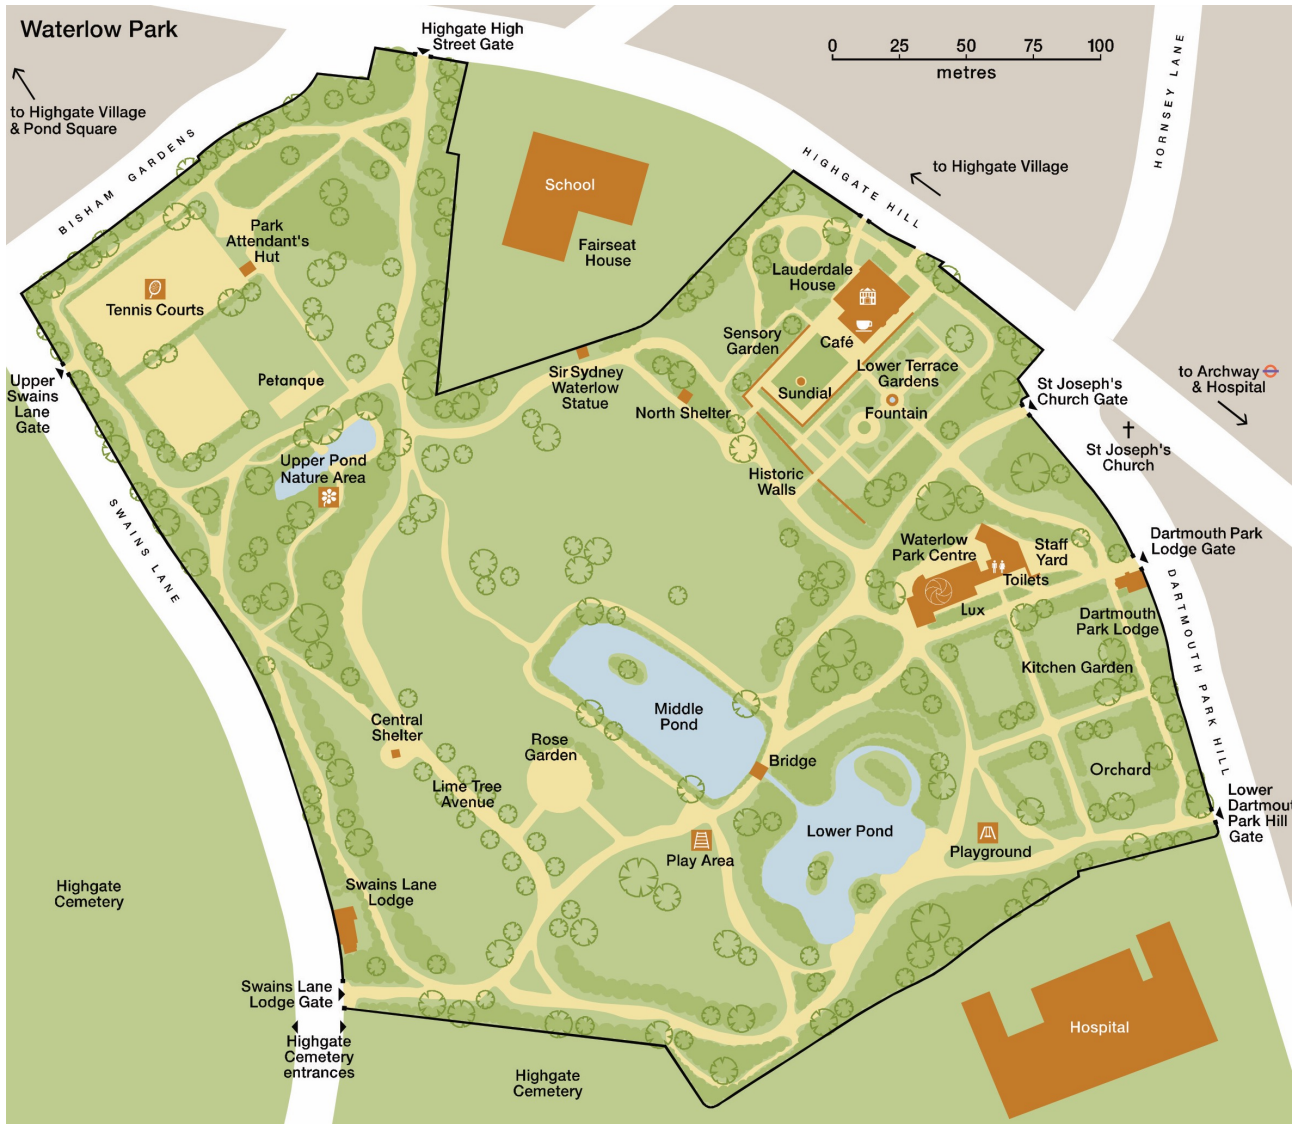 Waterlow Park
Highgate High
Street Gate
0 25 50 75 100
metres
to Highgate Village
& Pond Square
HORNSEY LANE
BISHAM GARDENS
HIGHGATE HILL
to Highgate Village
School
Fairseat
House
Park
Attendant's
Hut
Lauderdale
House
Tennis Courts
Sensory
Garden
Café
Upper
Swains
Lane
Gate
Petanque
Sir Sydney
Waterlow
Statue
North Shelter
Sundial
Lower Terrace
Gardens
Fountain
St Joseph's
Church Gate
to Archway
& Hospital
St Joseph's
Church
Upper Pond
Nature Area
Historic
Walls
SWAINS LANE
Waterlow
Park Centre
Staff
Yard
Toilets
Lux
Dartmouth Park
Lodge Gate
Dartmouth
Park Lodge
DARTMOUTH PARK HILL
Kitchen Garden
Middle
Pond
Central
Shelter
Rose
Garden
Bridge
Orchard
Lime Tree
Avenue
Lower Pond
Playground
Play Area
Lower
Dartmout
Park Hill
Gate
Highgate
Cemetery
Swains Lane
Lodge
Swains Lane
Lodge Gate
Highgate
Cemetery
entrances
Highgate
Cemetery
Hospital